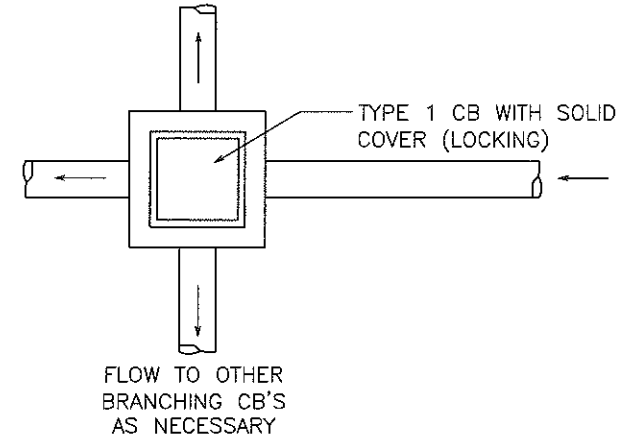 TYPE 1 CB WITH SOLID
COVER (LOCKING)
FLOW TO OTHER
BRANCHING CB'S
AS NECESSARY